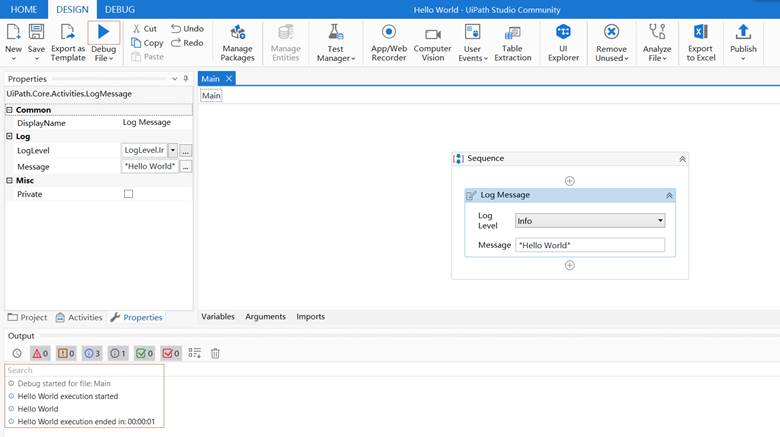 HOME DESIGN DEBUG Hello World - UiPath Studio Community
New Save Export as Template Debug File Cut Copy Paste Undo Redo Manage Packages Manage Entities Test Manager App/Web Recorder Computer Vision User Events Table Extraction UI Explorer Remove Unused Analyze File Export to Excel Publish
Properties
UiPath.Core.Activities.LogMessage
Common
DisplayName Log Message
Log
LogLevel LogLevel.Ir ...
Message "Hello World" ...
Misc
Private
Project Activities Properties
Main
Main
Sequence
Log Message
Log Level Info
Message "Hello World"
Variables Arguments Imports
Output
0 0 3 1 0 0
Search
Debug started for file: Main
Hello World execution started
Hello World
Hello World execution ended in: 00:00:01